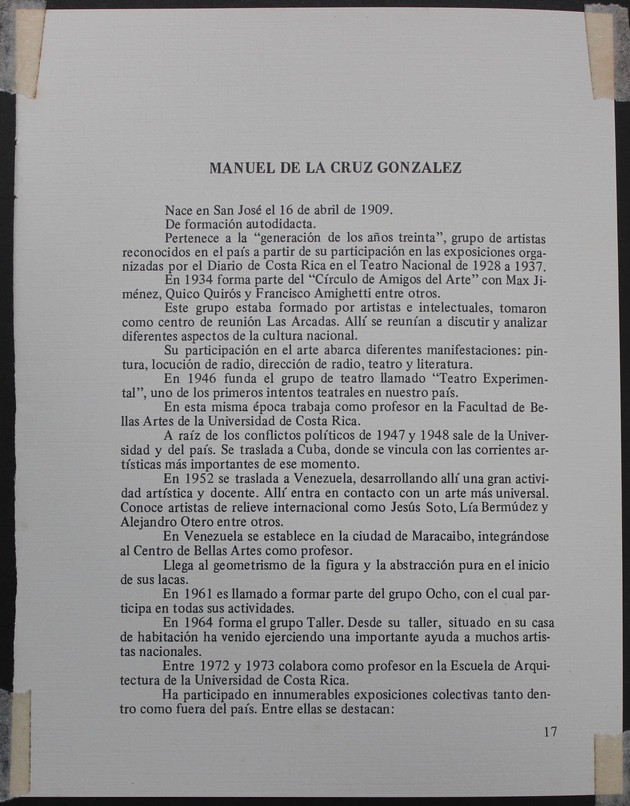 MANUEL DE LA CRUZ GONZALEZ
Nace en San José el 16 de abril de 1909.
De formación autodidacta.
Pertenece a la “generación de los años treinta”, grupo de artistas
reconocidos en el país a partir de su participación en las exposiciones orga-
nizadas por el Diario de Costa Rica en el Teatro Nacional de 1928 a 1937.
En 1934 forma parte del “Círculo de Amigos del Arte” con Max Ji-
ménez, Quico Quirós y Francisco Amighetti entre otros.
Este grupo estaba formado por artistas e intelectuales, tomaron
como centro de reunión Las Arcadas. Allí se reunían a discutir y analizar
diferentes aspectos de la cultura nacional.
Su participación en el arte abarca diferentes manifestaciones: pin-
tura, locución de radio, dirección de radio, teatro y literatura.
En 1946 funda el grupo de teatro llamado “Teatro Experimen-
tal”, uno de los primeros intentos teatrales en nuestro país.
En esta misma época trabaja como profesor en la Facultad de Be-
llas Artes de la Universidad de Costa Rica.
A raíz de los conflictos políticos de 1947 y 1948 sale de la Univer-
sidad y del país. Se traslada a Cuba, donde se vincula con las corrientes ar-
tísticas más importantes de ese momento.
En 1952 se traslada a Venezuela, desarrollando allí una gran activi-
dad artística y docente. Allí entra en contacto con un arte más universal.
Conoce artistas de relieve internacional como Jesús Soto, Lía Bermúdez y
Alejandro Otero entre otros.
En Venezuela se establece en la ciudad de Maracaibo, integrándose
al Centro de Bellas Artes como profesor.
Llega al geometrismo de la figura y la abstracción pura en el inicio
de sus lacas.
En 1961 es llamado a formar parte del grupo Ocho, con el cual par-
ticipa en todas sus actividades.
En 1964 forma el grupo Taller. Desde su taller, situado en su casa
de habitación ha venido ejerciendo una importante ayuda a muchos artis-
tas nacionales.
Entre 1972 y 1973 colabora como profesor en la Escuela de Arqui-
tectura de la Universidad de Costa Rica.
Ha participado en innumerables exposiciones colectivas tanto den-
tro como fuera del país. Entre ellas se destacan:
17